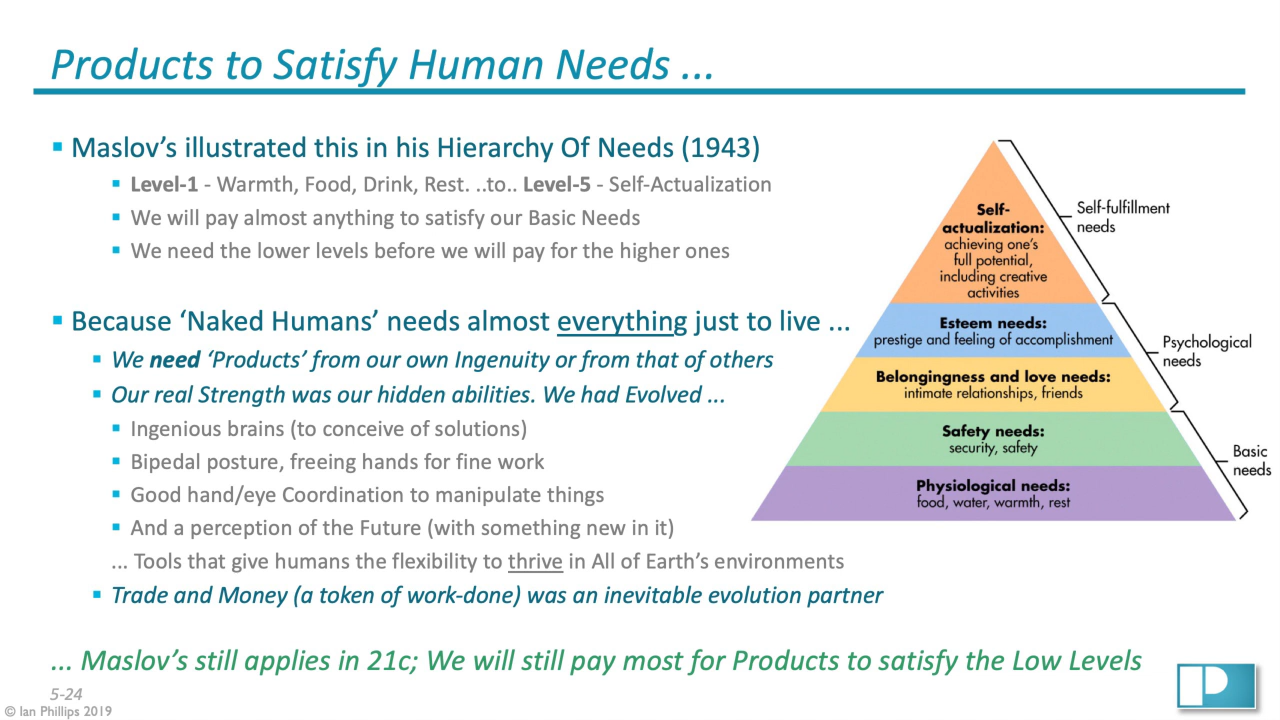 Products to Satisfy Human Needs ...
▪ Maslov’s illustrated this in his Hierarchy Of Needs (1943)
▪ Level-1 - Warmth, Food, Drink, Rest. ..to.. Level-5 - Self-Actualization
▪ We will pay almost anything to satisfy our Basic Needs
▪ We need the lower levels before we will pay for the higher ones
▪ Because ‘Naked Humans’ needs almost everything just to live ...
▪ We need ‘Products’ from our own Ingenuity or from that of others
▪ Our real Strength was our hidden abilities. We had Evolved ...
▪ Ingenious brains (to conceive of solutions)
▪ Bipedal posture, freeing hands for fine work
▪ Good hand/eye Coordination to manipulate things
▪ And a perception of the Future (with something new in it)
... Tools that give humans the flexibility to thrive in All of Earth’s environments
▪ Trade and Money (a token of work-done) was an inevitable evolution partner
Self-
actualization:
achieving one’s
full potential,
including creative
activities
Esteem needs:
prestige and feeling of accomplishment
Belongingness and love needs:
intimate relationships, friends
Safety needs:
security, safety
Physiological needs:
food, water, warmth, rest
Self-fulfillment
needs
Psychological
needs
Basic
needs
... Maslov’s still applies in 21c; We will still pay most for Products to satisfy the Low Levels
5-24
© Ian Phillips 2019
P